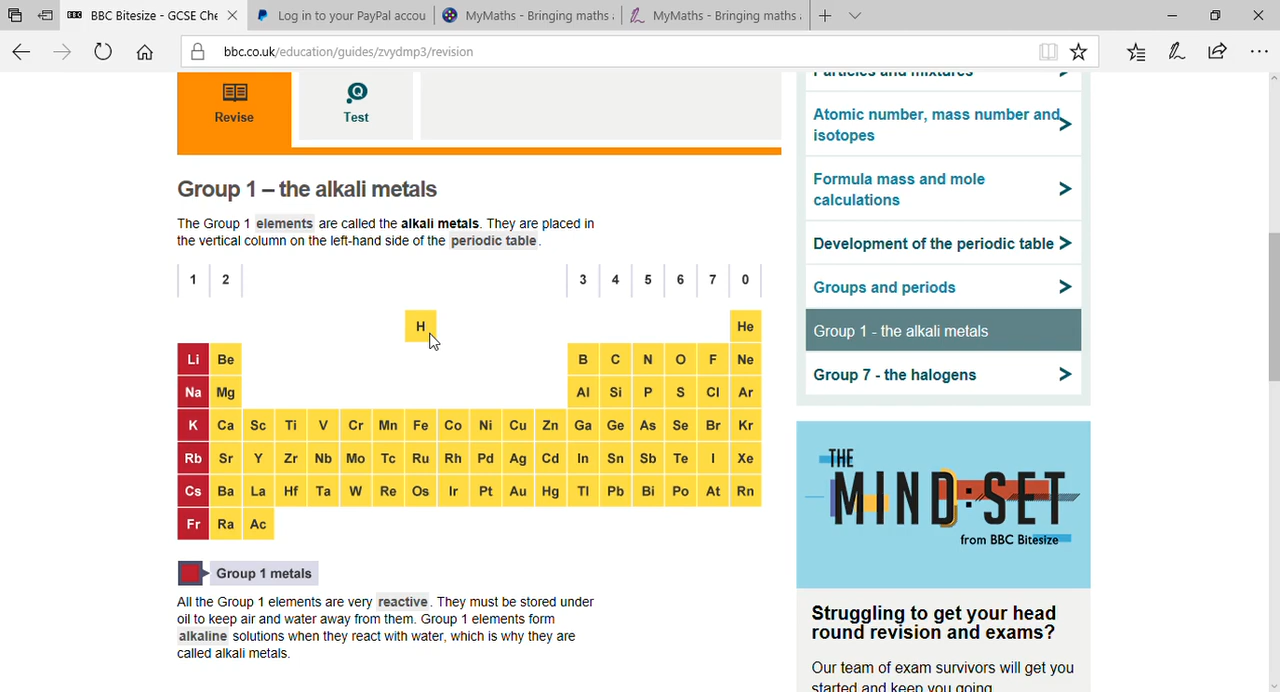 BBC Bitesize - GCSE Che
Log in to your PayPal accou
MyMaths - Bringing maths
MyMaths - Bringing maths
bbc.co.uk/education/guides/zvydmp3/revision
Revise
Test
Group 1 – the alkali metals
The Group 1 elements are called the alkali metals. They are placed in
the vertical column on the left-hand side of the periodic table.
1 2 3 4 5 6 7 0
H He
Li Be B C N O F Ne
Na Mg Al Si P S Cl Ar
K Ca Sc Ti V Cr Mn Fe Co Ni Cu Zn Ga Ge As Se Br Kr
Rb Sr Y Zr Nb Mo Tc Ru Rh Pd Ag Cd In Sn Sb Te I Xe
Cs Ba La Hf Ta W Re Os Ir Pt Au Hg Tl Pb Bi Po At Rn
Fr Ra Ac
Group 1 metals
All the Group 1 elements are very reactive. They must be stored under
oil to keep air and water away from them. Group 1 elements form
alkaline solutions when they react with water, which is why they are
called alkali metals.
Particles and mixtures
Atomic number, mass number and
isotopes
Formula mass and mole
calculations
Development of the periodic table
Groups and periods
Group 1 - the alkali metals
Group 7 - the halogens
THE
MIND:SET
from BBC Bitesize
Struggling to get your head
round revision and exams?
Our team of exam survivors will get you
started and keep you going.